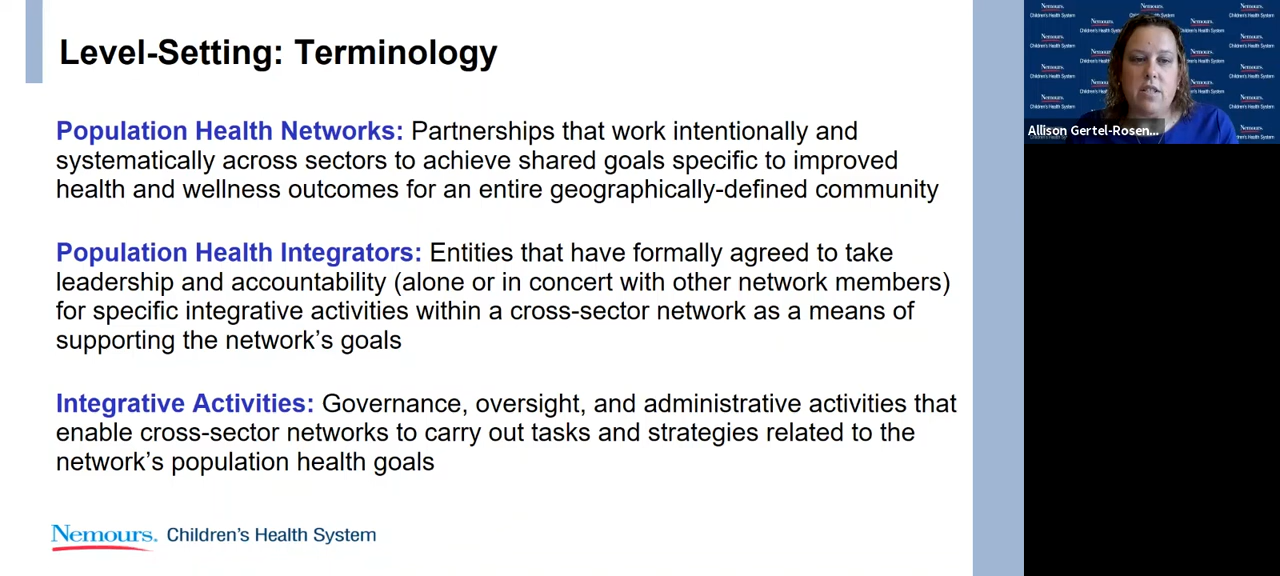 Level-Setting: Terminology
Population Health Networks: Partnerships that work intentionally and
systematically across sectors to achieve shared goals specific to improved
health and wellness outcomes for an entire geographically-defined community
Population Health Integrators: Entities that have formally agreed to take
leadership and accountability (alone or in concert with other network members)
for specific integrative activities within a cross-sector network as a means of
supporting the network’s goals
Integrative Activities: Governance, oversight, and administrative activities that
enable cross-sector networks to carry out tasks and strategies related to the
network’s population health goals
Nemours. Children’s Health System
Allison Gertel-Rosen...